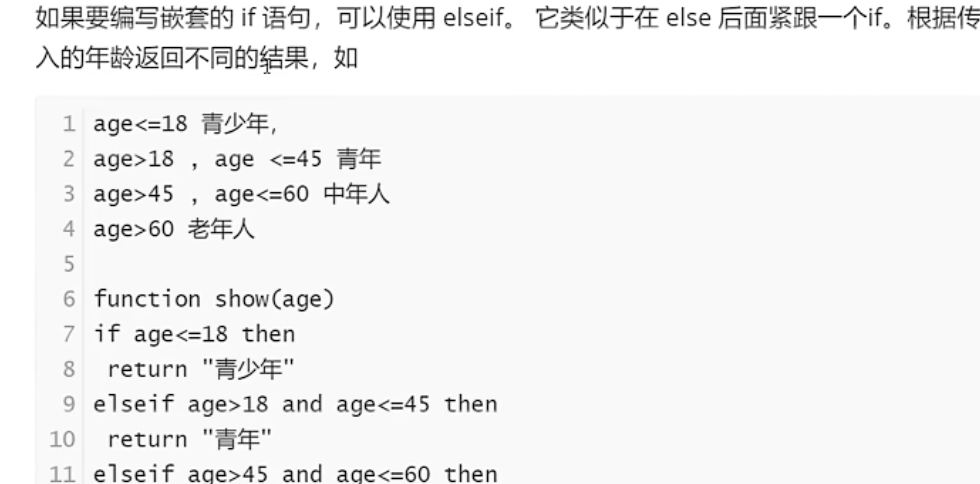 如果要编写嵌套的 if 语句，可以使用 elseif。 它类似于在 else 后面紧跟一个if。根据传
入的年龄返回不同的结果，如
1 age<=18 青少年，
2 age>18 , age <=45 青年
3 age>45 , age<=60 中年人
4 age>60 老年人
5
6 function show(age)
7 if age<=18 then
8  return "青少年"
9 elseif age>18 and age<=45 then
10  return "青年"
11 elseif age>45 and age<=60 then